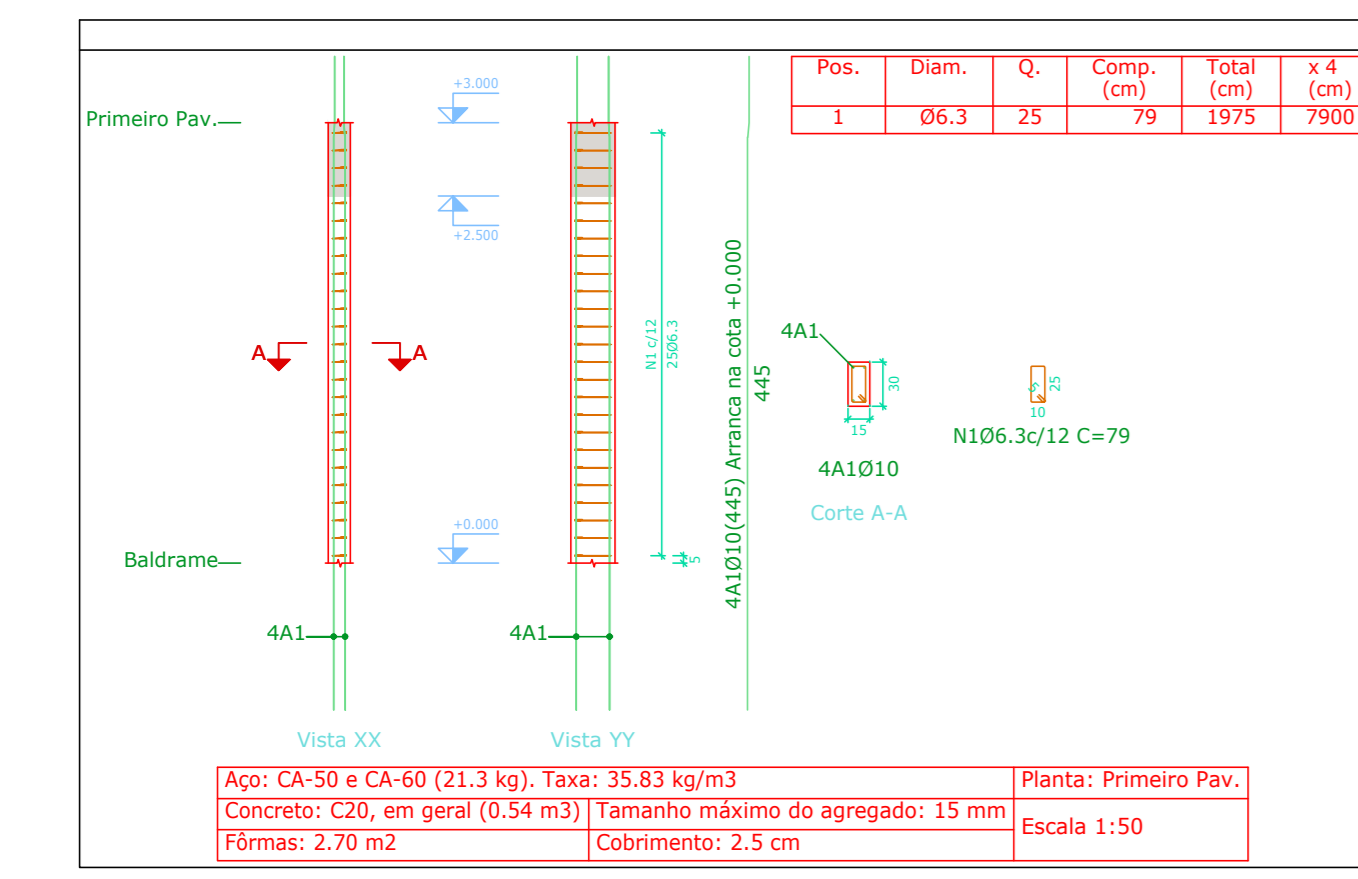 Pos. Diam. Q. Comp. (cm) Total (cm) x 4 (cm)
1 Ø6.3 25 79 1975 7900
Primeiro Pav.
+3.000
+2.500
A A
+0.000
Baldrame
4A1
4A1
Vista XX
Vista YY
N1 c/12
25Ø6.3
5
4A1Ø10(445) Arranca na cota +0.000
445
4A1
30
15
4A1Ø10
Corte A-A
25
10
N1Ø6.3c/12 C=79
Aço: CA-50 e CA-60 (21.3 kg). Taxa: 35.83 kg/m3
Planta: Primeiro Pav.
Concreto: C20, em geral (0.54 m3)
Tamanho máximo do agregado: 15 mm
Escala 1:50
Fôrmas: 2.70 m2
Cobrimento: 2.5 cm